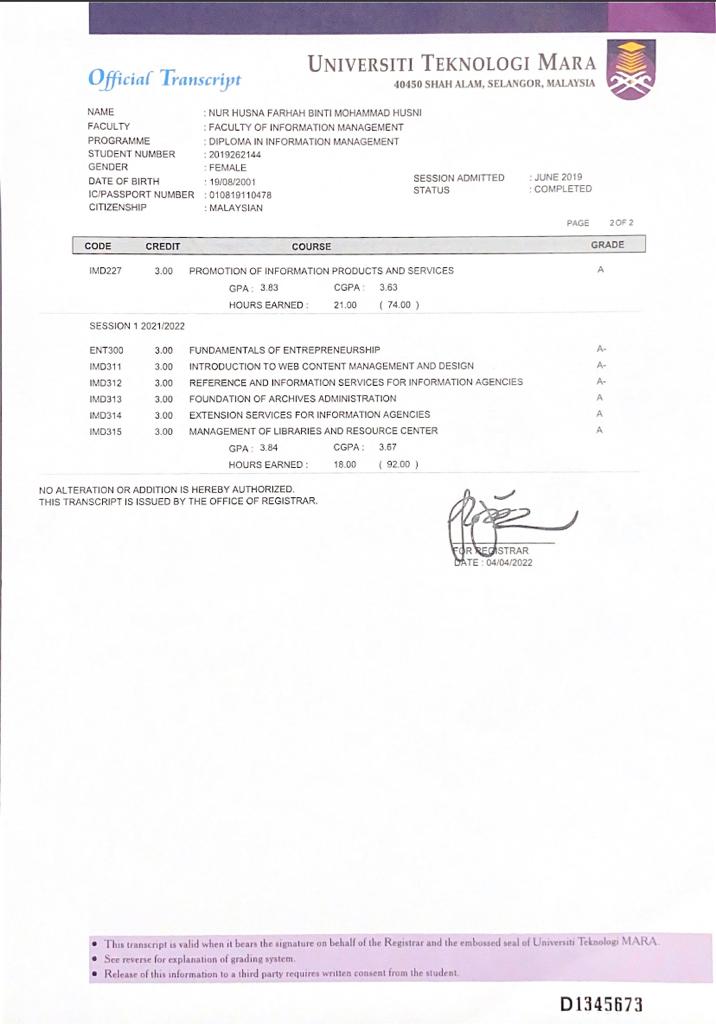 Official Transcript
UNIVERSITI TEKNOLOGI MARA
40450 SHAH ALAM, SELANGOR, MALAYSIA
NAME : NUR HUSNA FARHAH BINTI MOHAMMAD HUSNI
FACULTY : FACULTY OF INFORMATION MANAGEMENT
PROGRAMME : DIPLOMA IN INFORMATION MANAGEMENT
STUDENT NUMBER : 2019262144
GENDER : FEMALE
DATE OF BIRTH : 19/08/2001
IC/PASSPORT NUMBER : 010819110478
CITIZENSHIP : MALAYSIAN
SESSION ADMITTED : JUNE 2019
STATUS : COMPLETED
PAGE 2 OF 2
CODE CREDIT COURSE GRADE
IMD227 3.00 PROMOTION OF INFORMATION PRODUCTS AND SERVICES A
GPA : 3.83 CGPA : 3.63
HOURS EARNED : 21.00 ( 74.00 )
SESSION 1 2021/2022
ENT300 3.00 FUNDAMENTALS OF ENTREPRENEURSHIP A-
IMD311 3.00 INTRODUCTION TO WEB CONTENT MANAGEMENT AND DESIGN A-
IMD312 3.00 REFERENCE AND INFORMATION SERVICES FOR INFORMATION AGENCIES A-
IMD313 3.00 FOUNDATION OF ARCHIVES ADMINISTRATION A
IMD314 3.00 EXTENSION SERVICES FOR INFORMATION AGENCIES A
IMD315 3.00 MANAGEMENT OF LIBRARIES AND RESOURCE CENTER A
GPA : 3.84 CGPA : 3.67
HOURS EARNED : 18.00 ( 92.00 )
NO ALTERATION OR ADDITION IS HEREBY AUTHORIZED.
THIS TRANSCRIPT IS ISSUED BY THE OFFICE OF REGISTRAR.
FOR REGISTRAR
DATE : 04/04/2022
• This transcript is valid when it bears the signature on behalf of the Registrar and the embossed seal of Universiti Teknologi MARA.
• See reverse for explanation of grading system.
• Release of this information to a third party requires written consent from the student.
D1345673